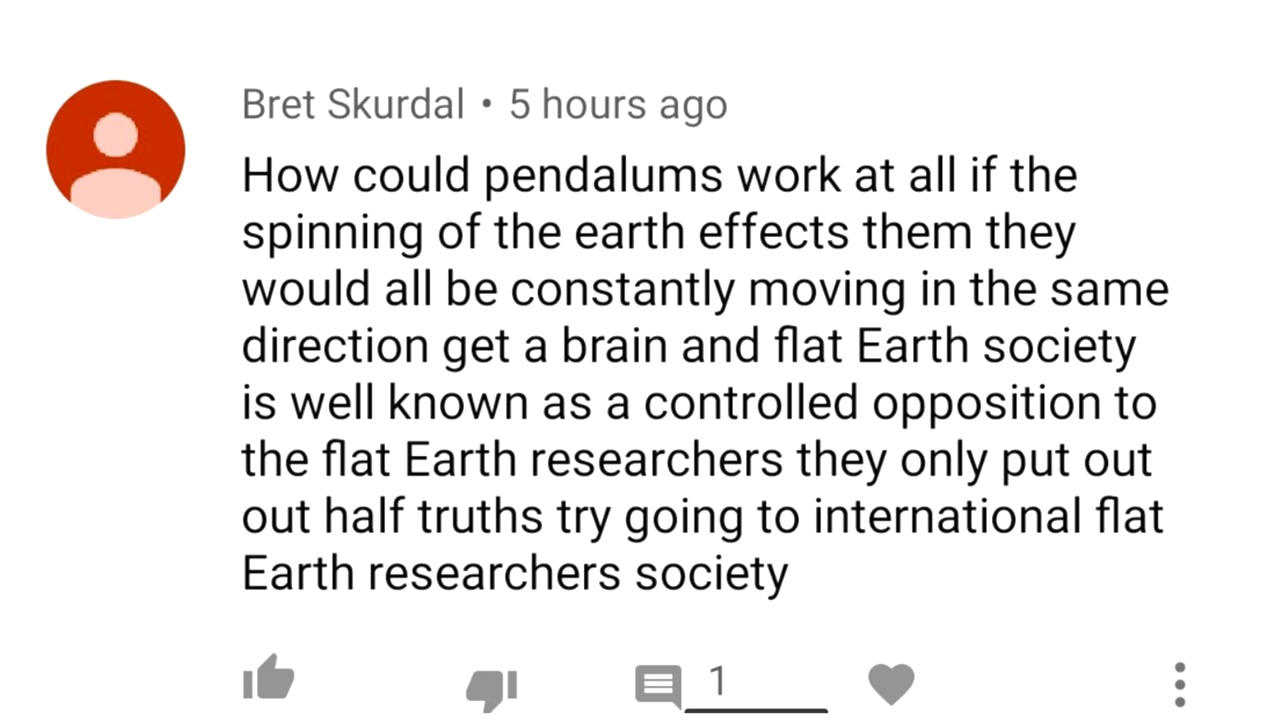 Bret Skurdal • 5 hours ago
How could pendalums work at all if the
spinning of the earth effects them they
would all be constantly moving in the same
direction get a brain and flat Earth society
is well known as a controlled opposition to
the flat Earth researchers they only put out
out half truths try going to international flat
Earth researchers society
1